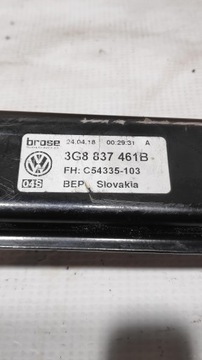 brose 24.04.18 00:29:31 A
3G8 837 461B
FH: C54335-103
04S BEP Slovakia